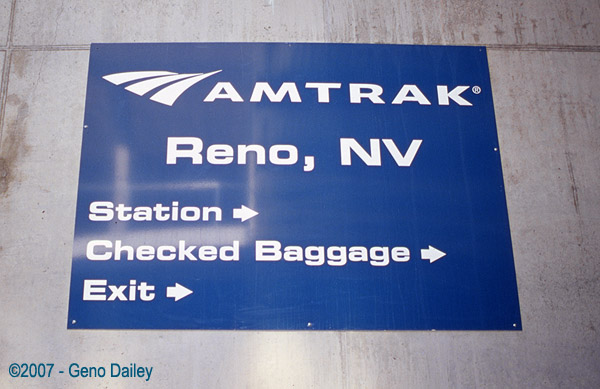 AMTRAK®
Reno, NV
Station →
Checked Baggage →
Exit →
©2007 - Geno Dailey